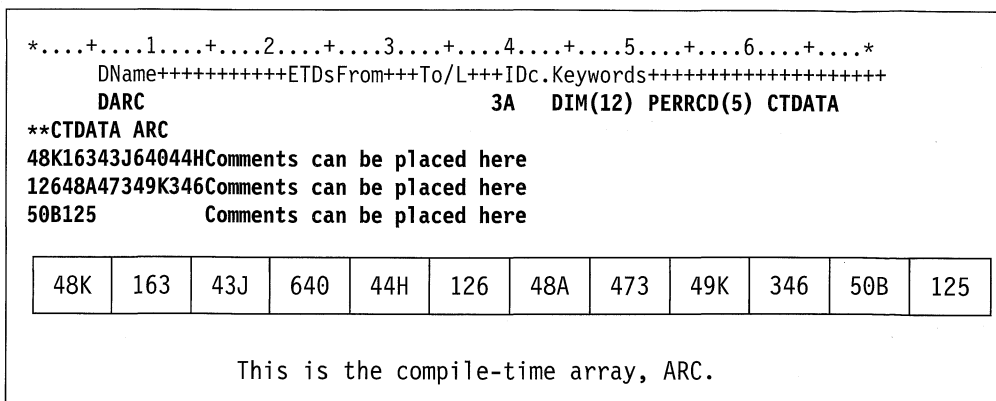 *....+....1....+....2....+....3....+....4....+....5....+....6....+....*
DName+++++++++++ETDsFrom+++To/L+++IDc.Keywords++++++++++++++++++++
DARC 3A DIM(12) PERRCD(5) CTDATA
**CTDATA ARC
48K16343J64044HComments can be placed here
12648A47349K346Comments can be placed here
50B125 Comments can be placed here
48K 163 43J 640 44H 126 48A 473 49K 346 50B 125
This is the compile-time array, ARC.